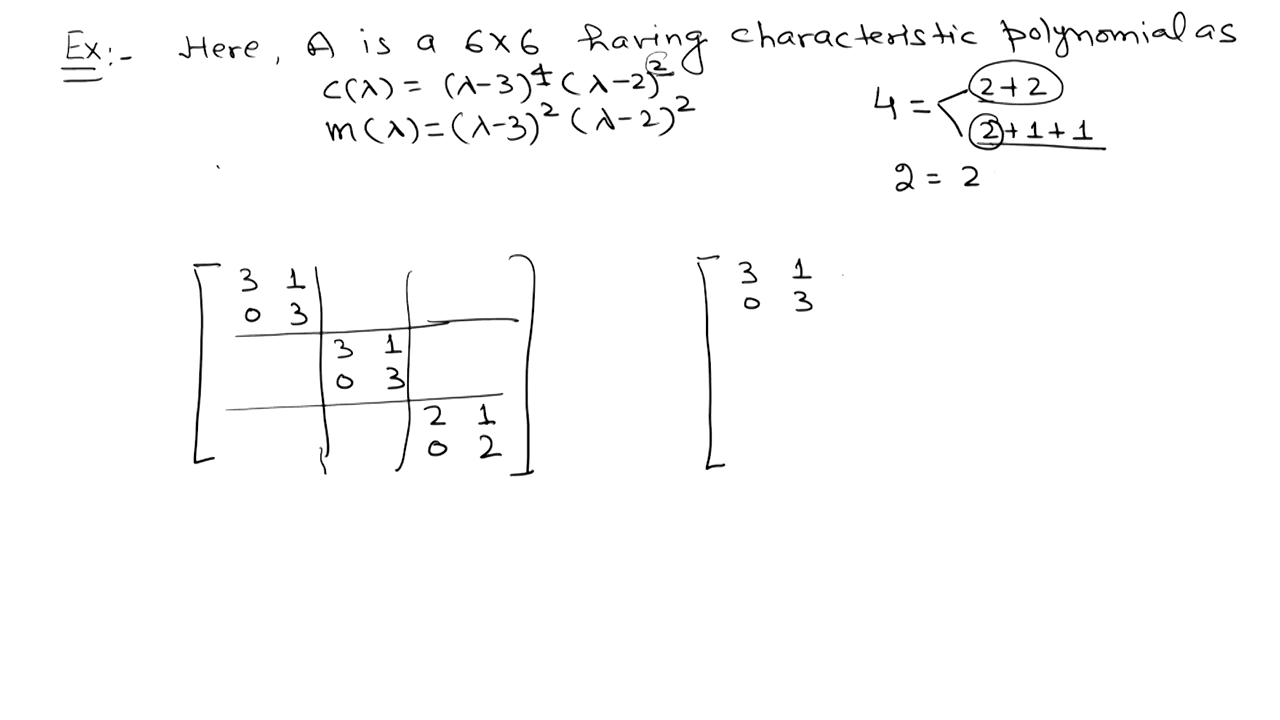 Ex:- Here, A is a 6×6 having characteristic polynomial as
c(λ) = (λ-3)^4 (λ-2)^2
m(λ) = (λ-3)^2 (λ-2)^2
4 = 2+2
2+1+1
2 = 2
3 1
0 3
3 1
0 3
2 1
0 2
3 1
0 3